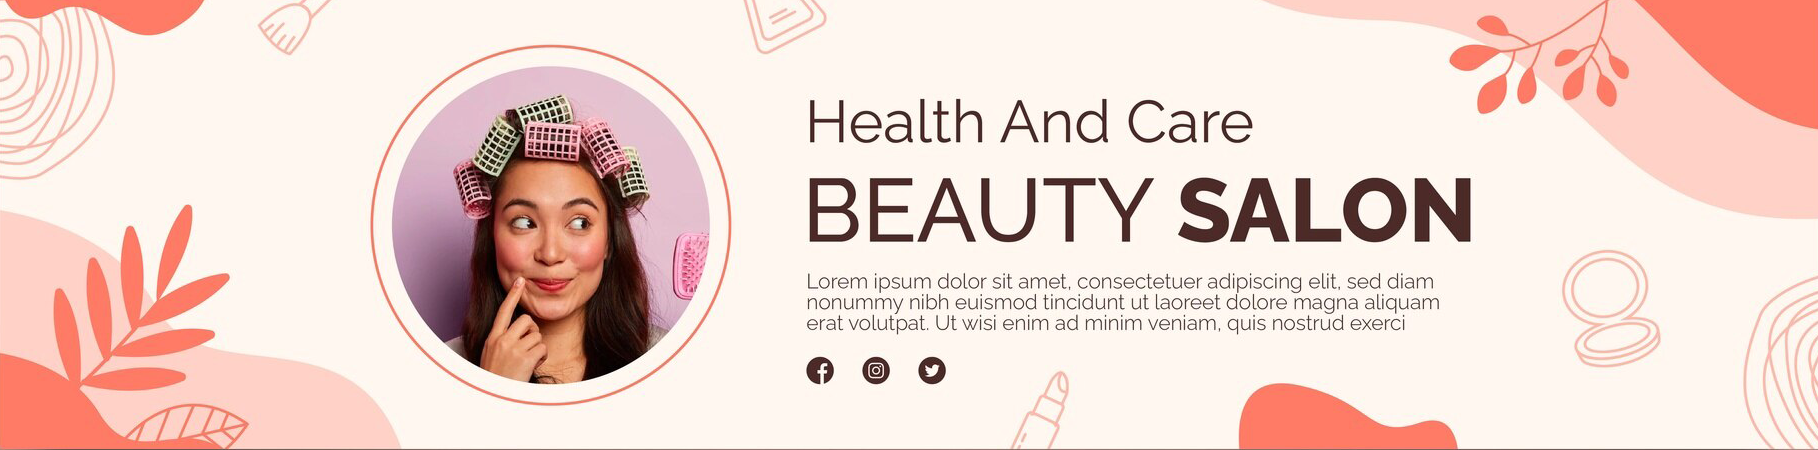 Health And Care
BEAUTY SALON
Lorem ipsum dolor sit amet, consectetuer adipiscing elit, sed diam
nonummy nibh euismod tincidunt ut laoreet dolore magna aliquam
erat volutpat. Ut wisi enim ad minim veniam, quis nostrud exerci